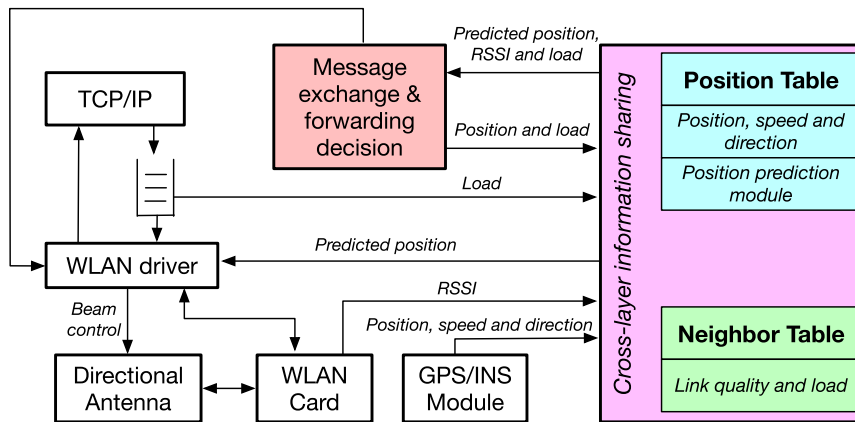 Message
exchange &
forwarding
decision
Predicted position,
RSSI and load
Position and load
TCP/IP
Load
WLAN driver
Predicted position
Beam
control
RSSI
Position, speed and direction
Directional
Antenna
WLAN
Card
GPS/INS
Module
Cross-layer information sharing
Position Table
Position, speed and
direction
Position prediction
module
Neighbor Table
Link quality and load